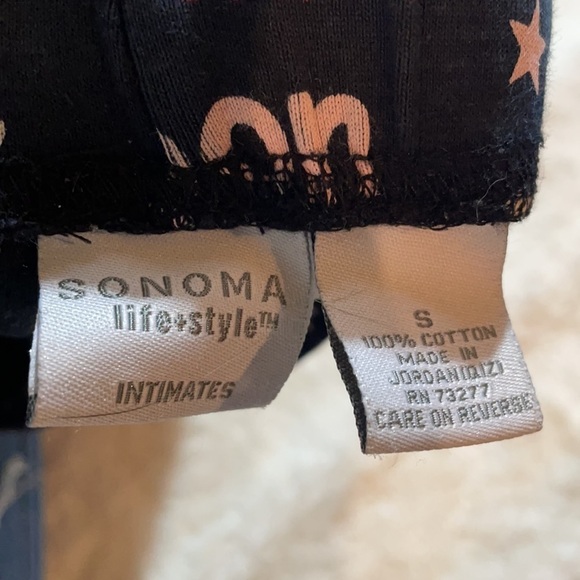 on
SONOMA
life+style™
INTIMATES
S
100% COTTON
MADE IN
JORDAN(QIZ)
RN 73277
CARE ON REVERSE